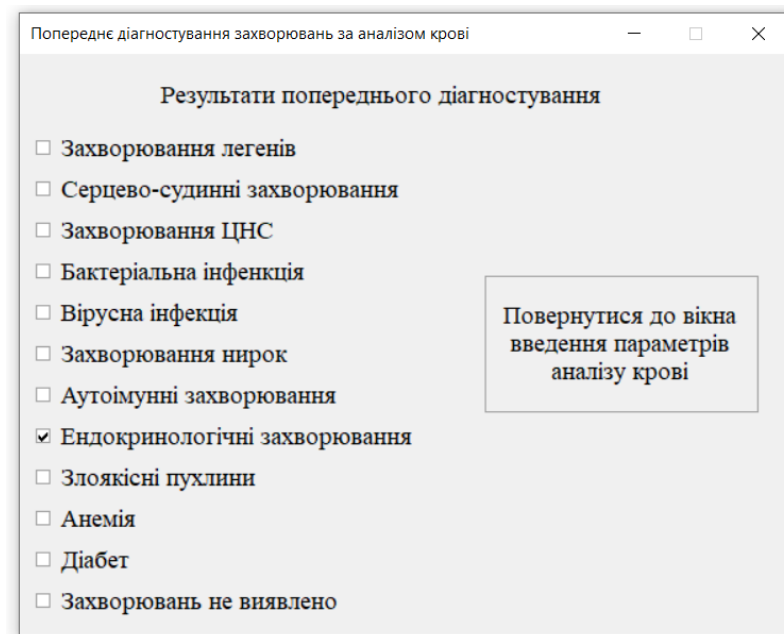 Попереднє діагностування захворювань за аналізом крові
Результати попереднього діагностування
Захворювання легенів
Серцево-судинні захворювання
Захворювання ЦНС
Бактеріальна інфенкція
Вірусна інфекція
Захворювання нирок
Аутоімунні захворювання
Ендокринологічні захворювання
Злоякісні пухлини
Анемія
Діабет
Захворювань не виявлено
Повернутися до вікна
введення параметрів
аналізу крові